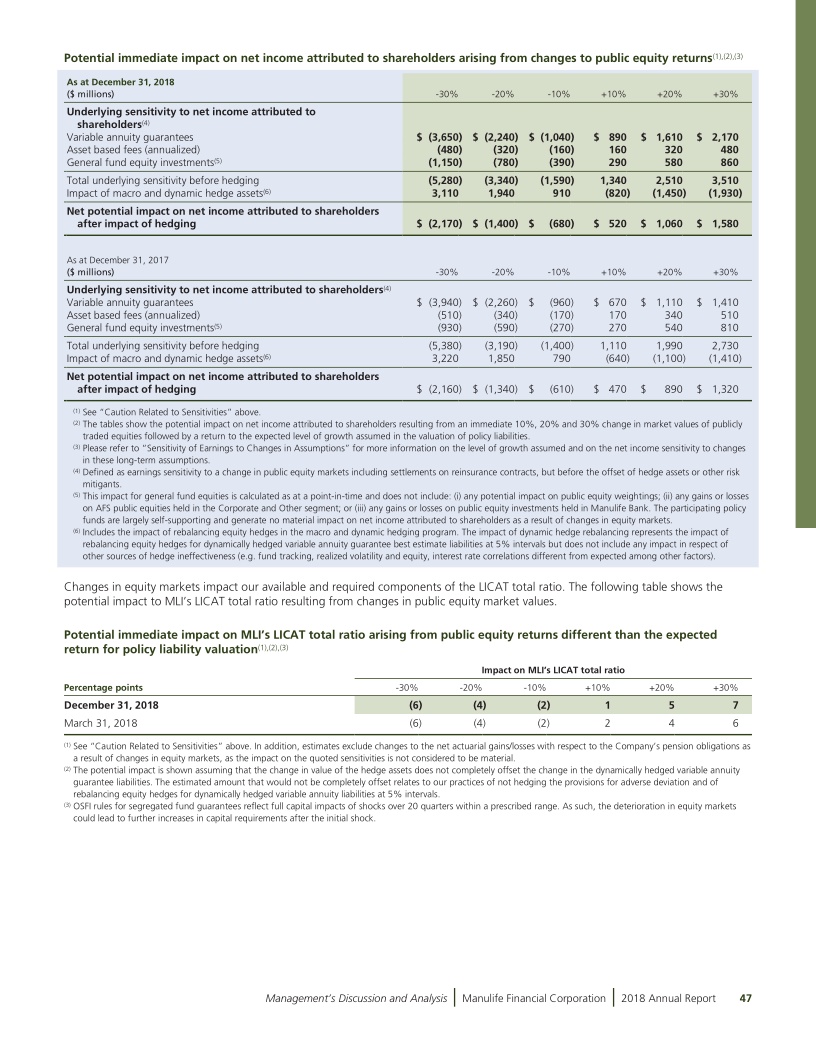 Potential immediate impact on net income attributed to shareholders arising from changes to public equity returns(1),(2),(3)
As at December 31, 2018
($ millions) -30% -20% -10% +10% +20% +30%
Underlying sensitivity to net income attributed to
shareholders(4)
Variable annuity guarantees $ (3,650) $ (2,240) $ (1,040) $ 890 $ 1,610 $ 2,170
Asset based fees (annualized) (480) (320) (160) 160 320 480
General fund equity investments(5) (1,150) (780) (390) 290 580 860
Total underlying sensitivity before hedging (5,280) (3,340) (1,590) 1,340 2,510 3,510
Impact of macro and dynamic hedge assets(6) 3,110 1,940 910 (820) (1,450) (1,930)
Net potential impact on net income attributed to shareholders
after impact of hedging $ (2,170) $ (1,400) $ (680) $ 520 $ 1,060 $ 1,580
As at December 31, 2017
($ millions) -30% -20% -10% +10% +20% +30%
Underlying sensitivity to net income attributed to shareholders(4)
Variable annuity guarantees $ (3,940) $ (2,260) $ (960) $ 670 $ 1,110 $ 1,410
Asset based fees (annualized) (510) (340) (170) 170 340 510
General fund equity investments(5) (930) (590) (270) 270 540 810
Total underlying sensitivity before hedging (5,380) (3,190) (1,400) 1,110 1,990 2,730
Impact of macro and dynamic hedge assets(6) 3,220 1,850 790 (640) (1,100) (1,410)
Net potential impact on net income attributed to shareholders
after impact of hedging $ (2,160) $ (1,340) $ (610) $ 470 $ 890 $ 1,320
(1) See “Caution Related to Sensitivities” above.
(2) The tables show the potential impact on net income attributed to shareholders resulting from an immediate 10%, 20% and 30% change in market values of publicly
traded equities followed by a return to the expected level of growth assumed in the valuation of policy liabilities.
(3) Please refer to “Sensitivity of Earnings to Changes in Assumptions” for more information on the level of growth assumed and on the net income sensitivity to changes
in these long-term assumptions.
(4) Defined as earnings sensitivity to a change in public equity markets including settlements on reinsurance contracts, but before the offset of hedge assets or other risk
mitigants.
(5) This impact for general fund equities is calculated as at a point-in-time and does not include: (i) any potential impact on public equity weightings; (ii) any gains or losses
on AFS public equities held in the Corporate and Other segment; or (iii) any gains or losses on public equity investments held in Manulife Bank. The participating policy
funds are largely self-supporting and generate no material impact on net income attributed to shareholders as a result of changes in equity markets.
(6) Includes the impact of rebalancing equity hedges in the macro and dynamic hedging program. The impact of dynamic hedge rebalancing represents the impact of
rebalancing equity hedges for dynamically hedged variable annuity guarantee best estimate liabilities at 5% intervals but does not include any impact in respect of
other sources of hedge ineffectiveness (e.g. fund tracking, realized volatility and equity, interest rate correlations different from expected among other factors).
Changes in equity markets impact our available and required components of the LICAT total ratio. The following table shows the
potential impact to MLI’s LICAT total ratio resulting from changes in public equity market values.
Potential immediate impact on MLI’s LICAT total ratio arising from public equity returns different than the expected
return for policy liability valuation(1),(2),(3)
Impact on MLI’s LICAT total ratio
Percentage points -30% -20% -10% +10% +20% +30%
December 31, 2018 (6) (4) (2) 1 5 7
March 31, 2018 (6) (4) (2) 2 4 6
(1) See “Caution Related to Sensitivities” above. In addition, estimates exclude changes to the net actuarial gains/losses with respect to the Company’s pension obligations as
a result of changes in equity markets, as the impact on the quoted sensitivities is not considered to be material.
(2) The potential impact is shown assuming that the change in value of the hedge assets does not completely offset the change in the dynamically hedged variable annuity
guarantee liabilities. The estimated amount that would not be completely offset relates to our practices of not hedging the provisions for adverse deviation and of
rebalancing equity hedges for dynamically hedged variable annuity liabilities at 5% intervals.
(3) OSFI rules for segregated fund guarantees reflect full capital impacts of shocks over 20 quarters within a prescribed range. As such, the deterioration in equity markets
could lead to further increases in capital requirements after the initial shock.
Management’s Discussion and Analysis | Manulife Financial Corporation | 2018 Annual Report 47